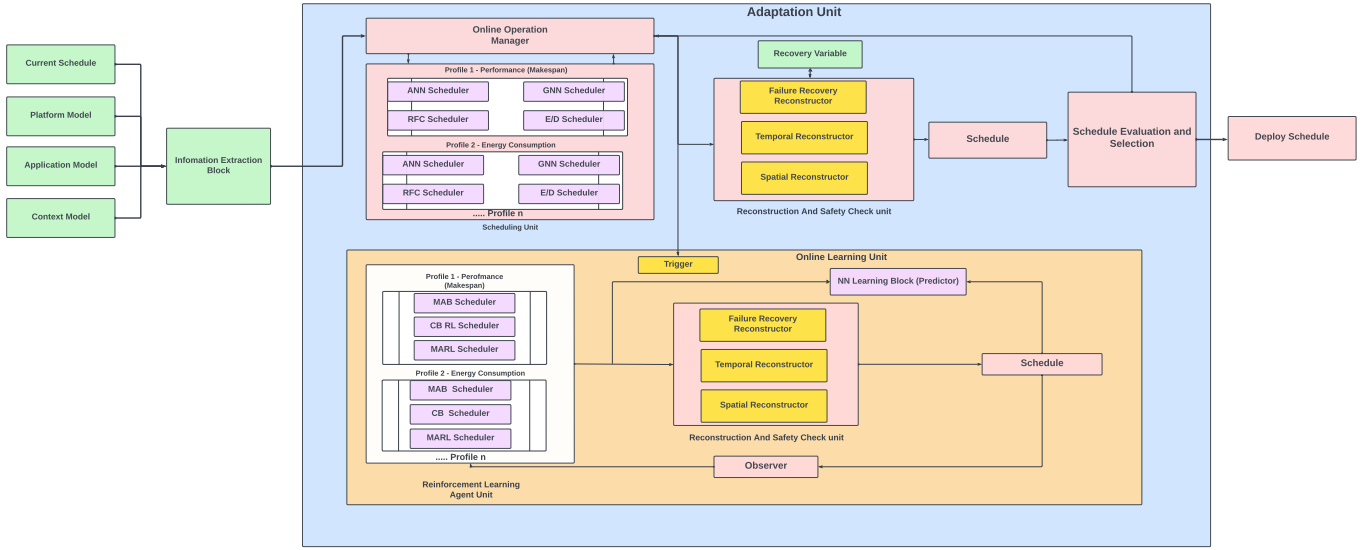 Adaptation Unit
Current Schedule
Platform Model
Application Model
Context Model
Infomation Extraction
Block
Online Operation
Manager
Profile 1 - Performance (Makespan)
ANN Scheduler
GNN Scheduler
RFC Scheduler
E/D Scheduler
Profile 2 - Energy Consumption
ANN Scheduler
GNN Scheduler
RFC Scheduler
E/D Scheduler
..... Profile n
Scheduling Unit
Recovery Variable
Failure Recovery
Reconstructor
Temporal Reconstructor
Spatial Reconstructor
Reconstruction And Safety Check unit
Schedule
Schedule Evaluation and
Selection
Deploy Schedule
Online Learning Unit
Trigger
Profile 1 - Perofmance
(Makespan)
MAB Scheduler
CB RL Scheduler
MARL Scheduler
Profile 2 - Energy Consumption
MAB  Scheduler
CB  Scheduler
MARL Scheduler
..... Profile n
Reinforcement Learning
Agent Unit
NN Learning Block (Predictor)
Failure Recovery
Reconstructor
Temporal Reconstructor
Spatial Reconstructor
Reconstruction And Safety Check unit
Schedule
Observer